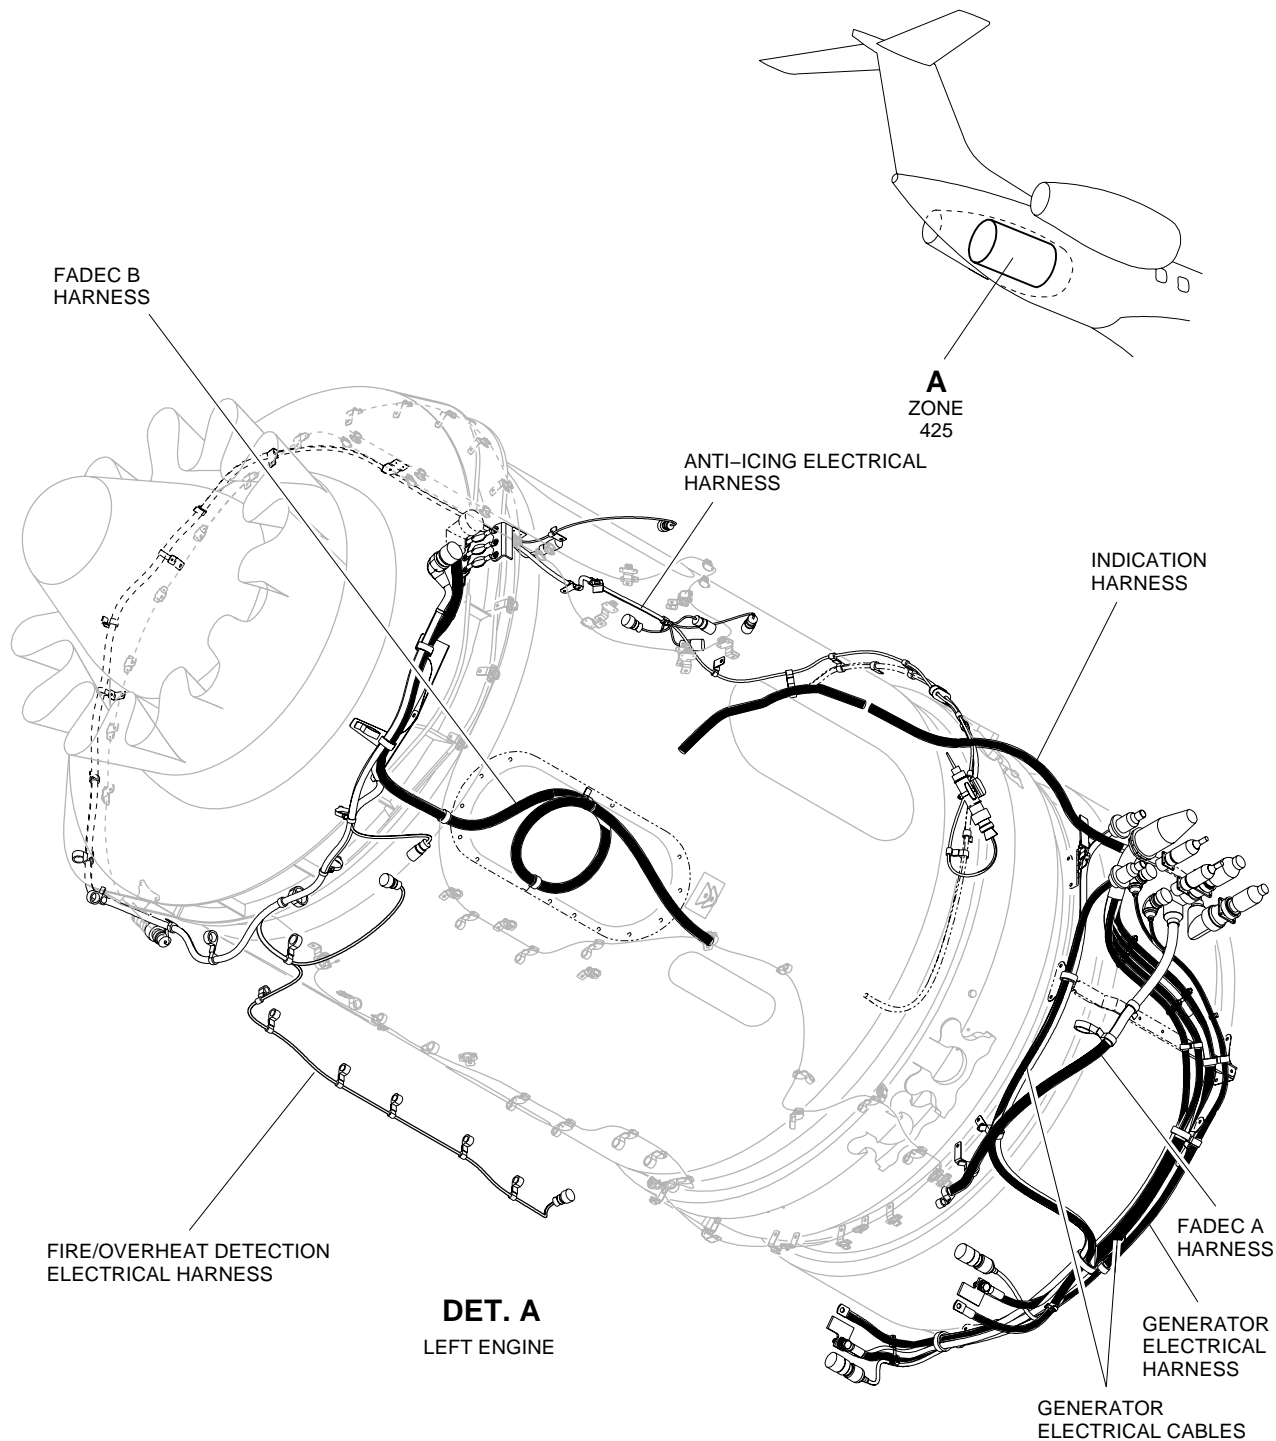 FADEC B
HARNESS
A
ZONE
425
ANTI–ICING ELECTRICAL
HARNESS
INDICATION
HARNESS
FIRE/OVERHEAT DETECTION
ELECTRICAL HARNESS
FADEC A
HARNESS
DET. A
LEFT ENGINE
GENERATOR
ELECTRICAL
HARNESS
GENERATOR
ELECTRICAL CABLES